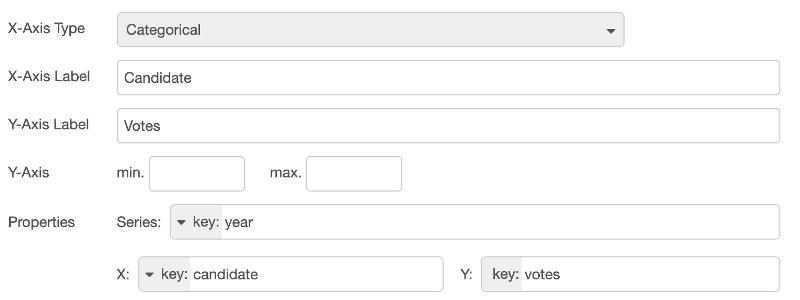 X-Axis Type Categorical
X-Axis Label Candidate
Y-Axis Label Votes
Y-Axis min. max.
Properties Series: key: year
X: key: candidate Y: key: votes